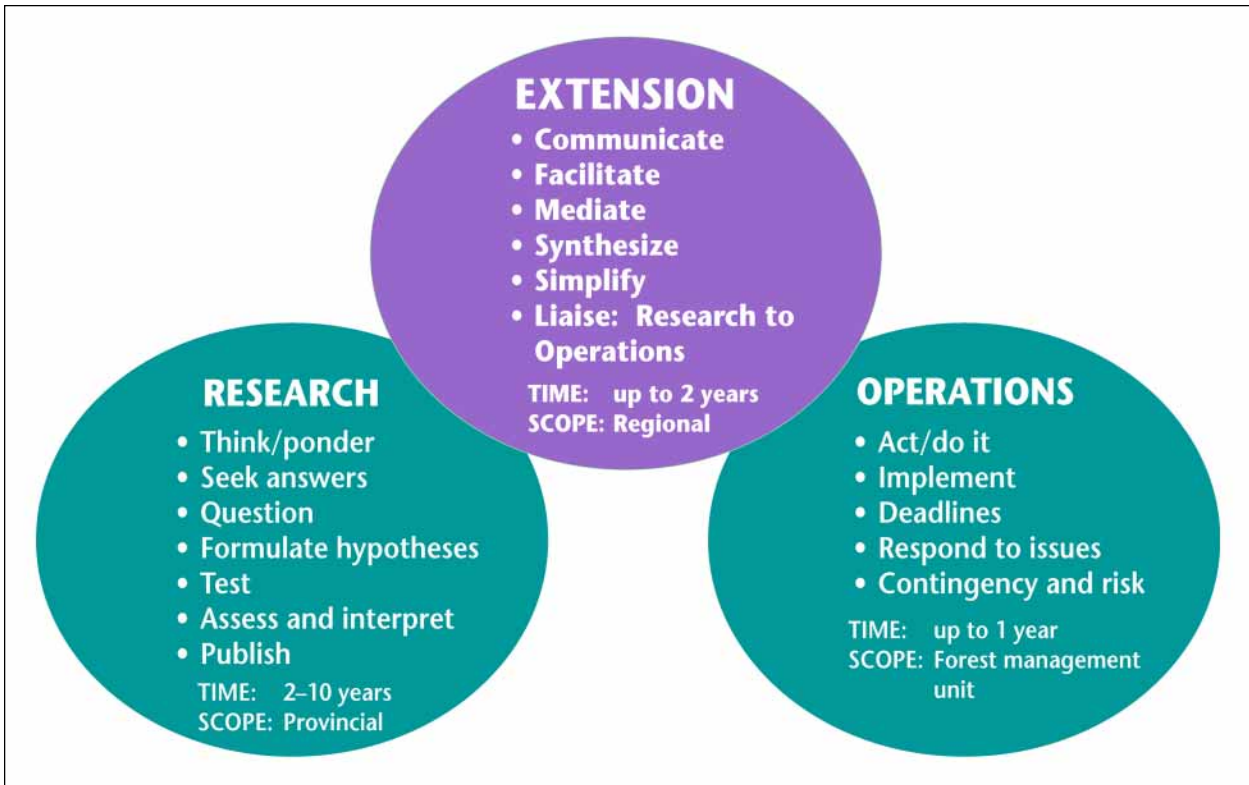 EXTENSION
• Communicate
• Facilitate
• Mediate
• Synthesize
• Simplify
• Liaise: Research to
Operations
TIME: up to 2 years
SCOPE: Regional
RESEARCH
• Think/ponder
• Seek answers
• Question
• Formulate hypotheses
• Test
• Assess and interpret
• Publish
TIME: 2–10 years
SCOPE: Provincial
OPERATIONS
• Act/do it
• Implement
• Deadlines
• Respond to issues
• Contingency and risk
TIME: up to 1 year
SCOPE: Forest management
unit